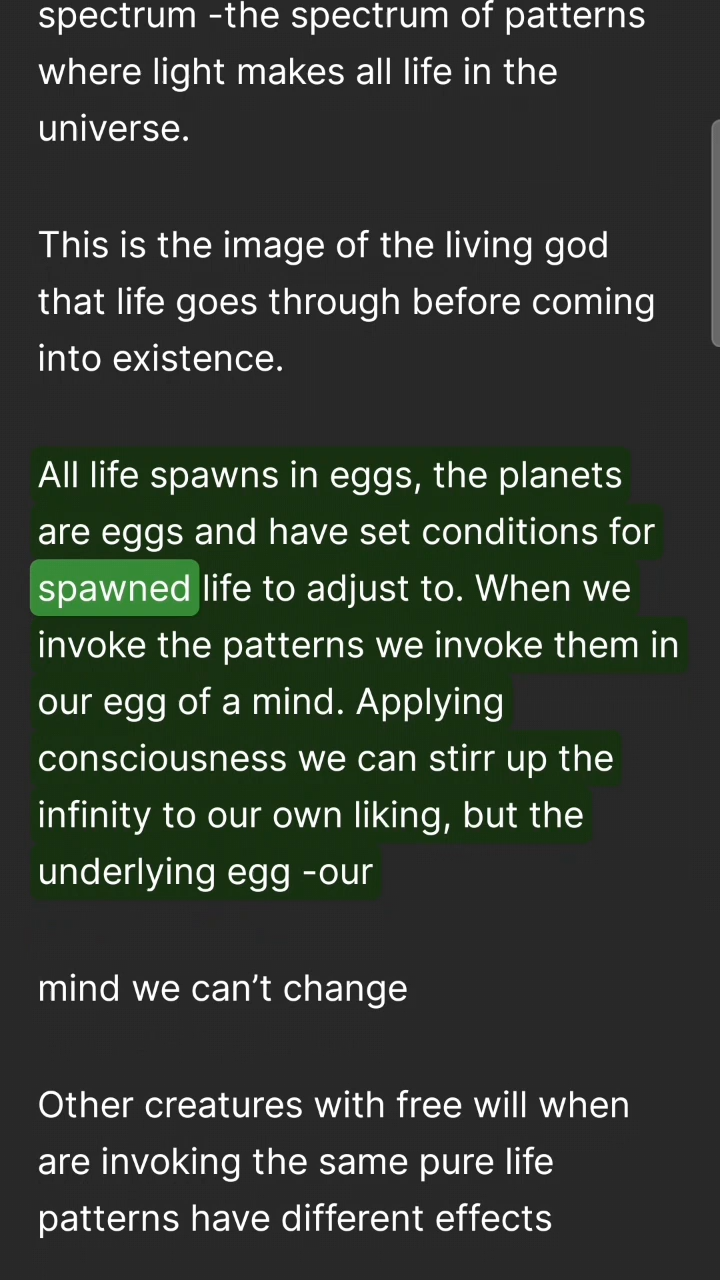 spectrum -the spectrum of patterns
where light makes all life in the
universe.
This is the image of the living god
that life goes through before coming
into existence.
All life spawns in eggs, the planets
are eggs and have set conditions for
spawned life to adjust to. When we
invoke the patterns we invoke them in
our egg of a mind. Applying
consciousness we can stirr up the
infinity to our own liking, but the
underlying egg -our
mind we can’t change
Other creatures with free will when
are invoking the same pure life
patterns have different effects